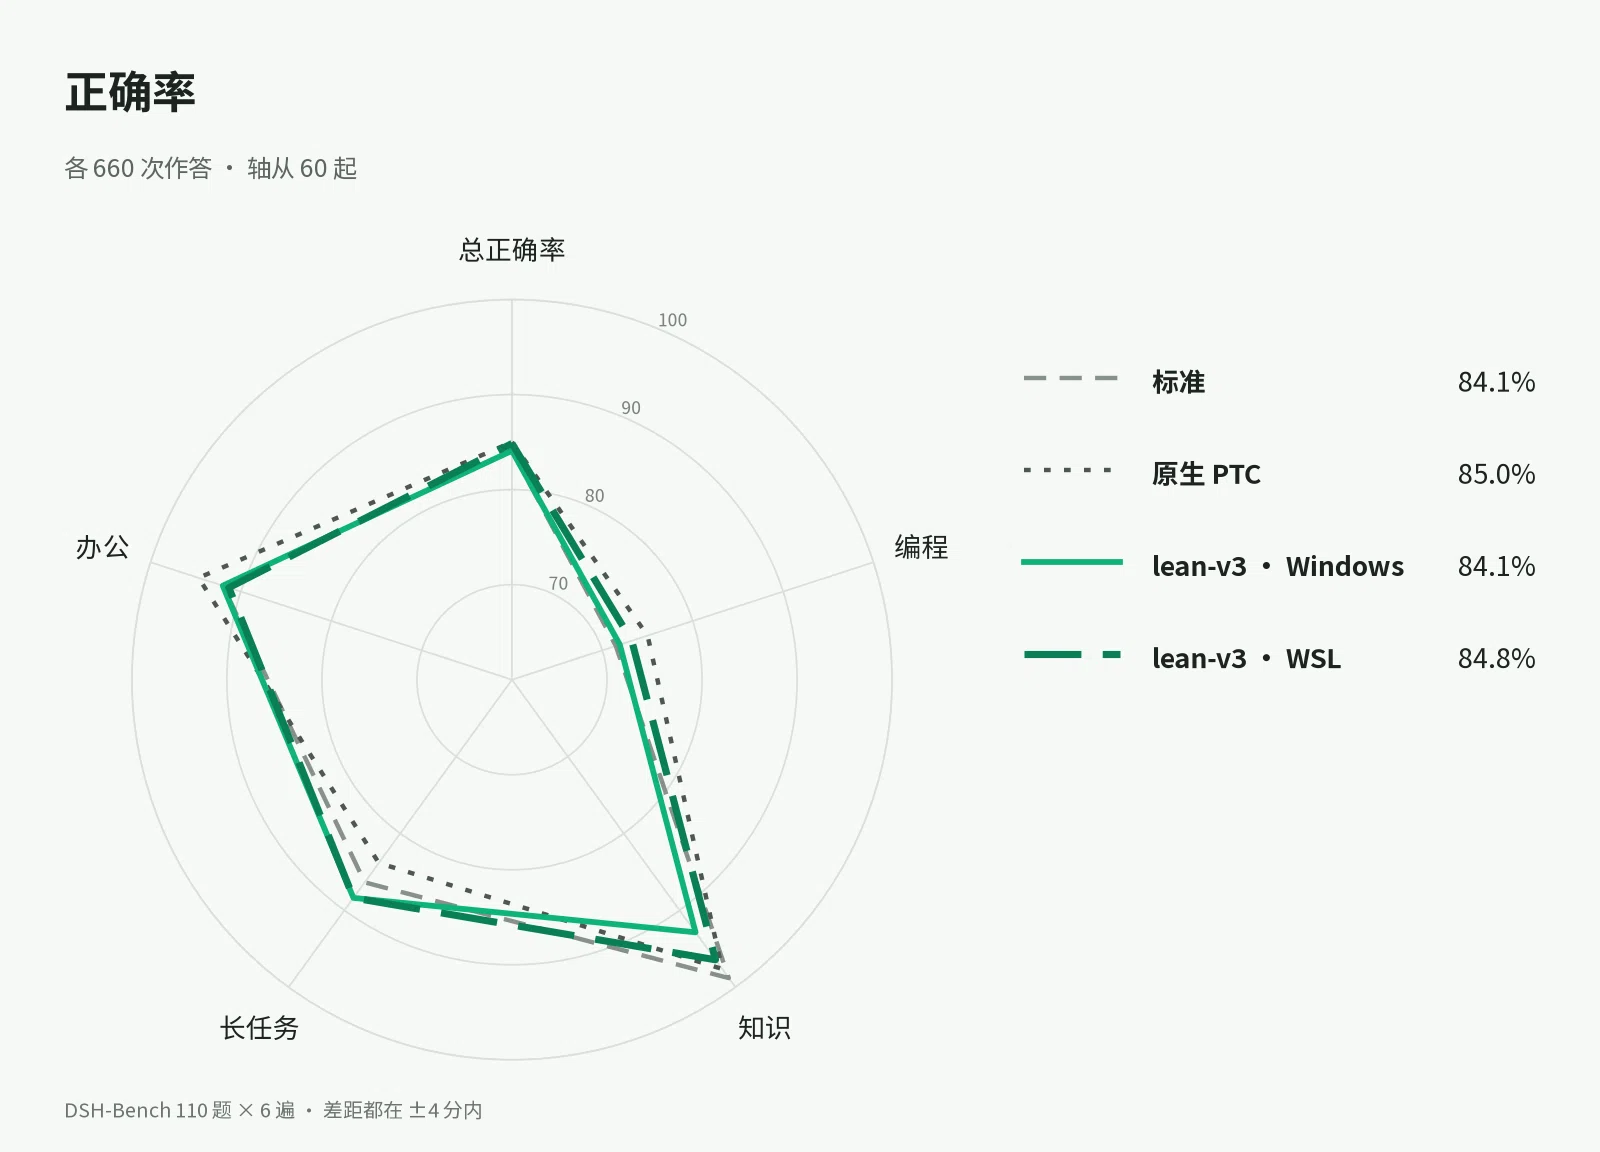 正确率
各 660 次作答 · 轴从 60 起
总正确率
100
90
80
70
编程
知识
长任务
办公
标准 84.1%
原生 PTC 85.0%
lean-v3 · Windows 84.1%
lean-v3 · WSL 84.8%
DSH-Bench 110 题 × 6 遍 · 差距都在 ±4 分内